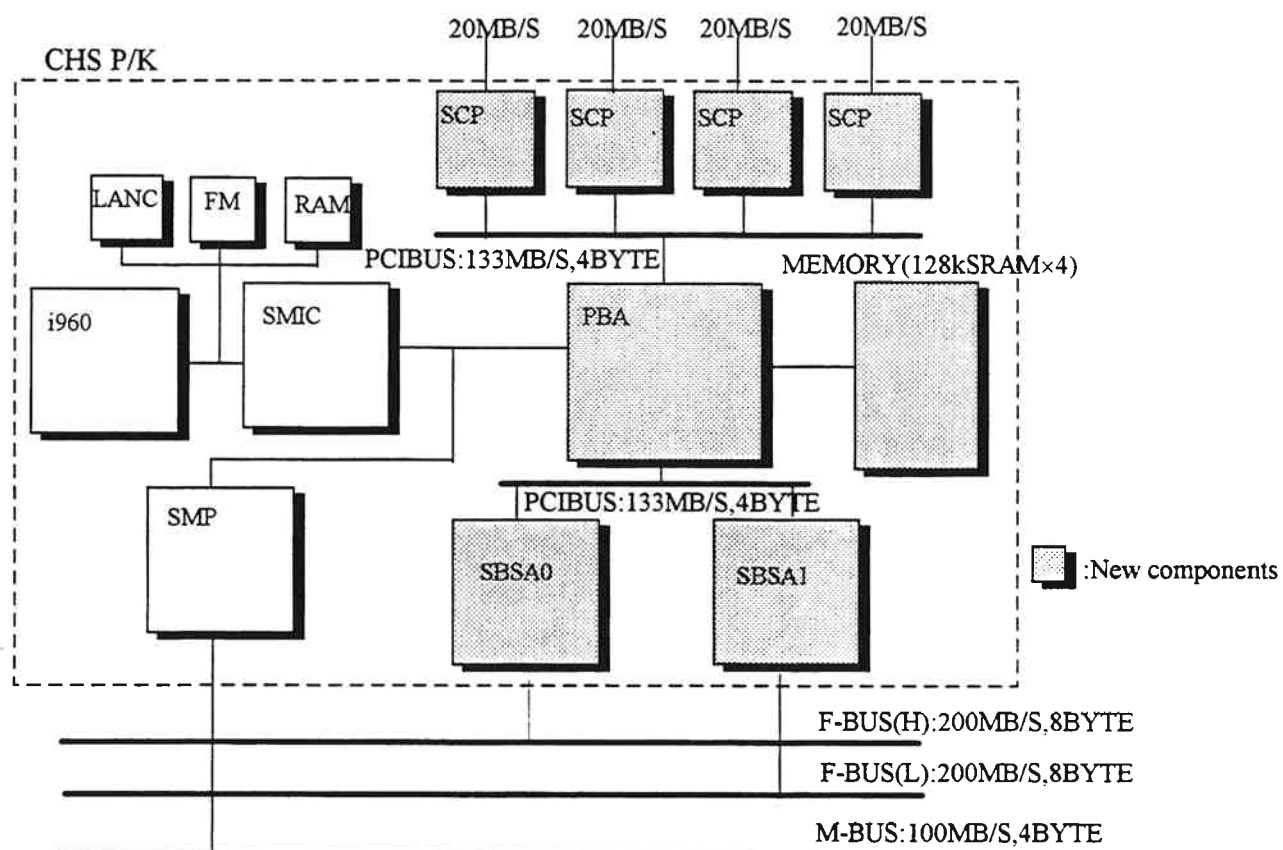 20MB/S 20MB/S 20MB/S 20MB/S
CHS P/K
SCP SCP SCP SCP
LANC FM RAM
PCIBUS:133MB/S,4BYTE
MEMORY(128kSRAM×4)
i960 SMIC PBA
SMP
PCIBUS:133MB/S,4BYTE
SBSA0 SBSA1
:New components
F-BUS(H):200MB/S,8BYTE
F-BUS(L):200MB/S,8BYTE
M-BUS:100MB/S,4BYTE